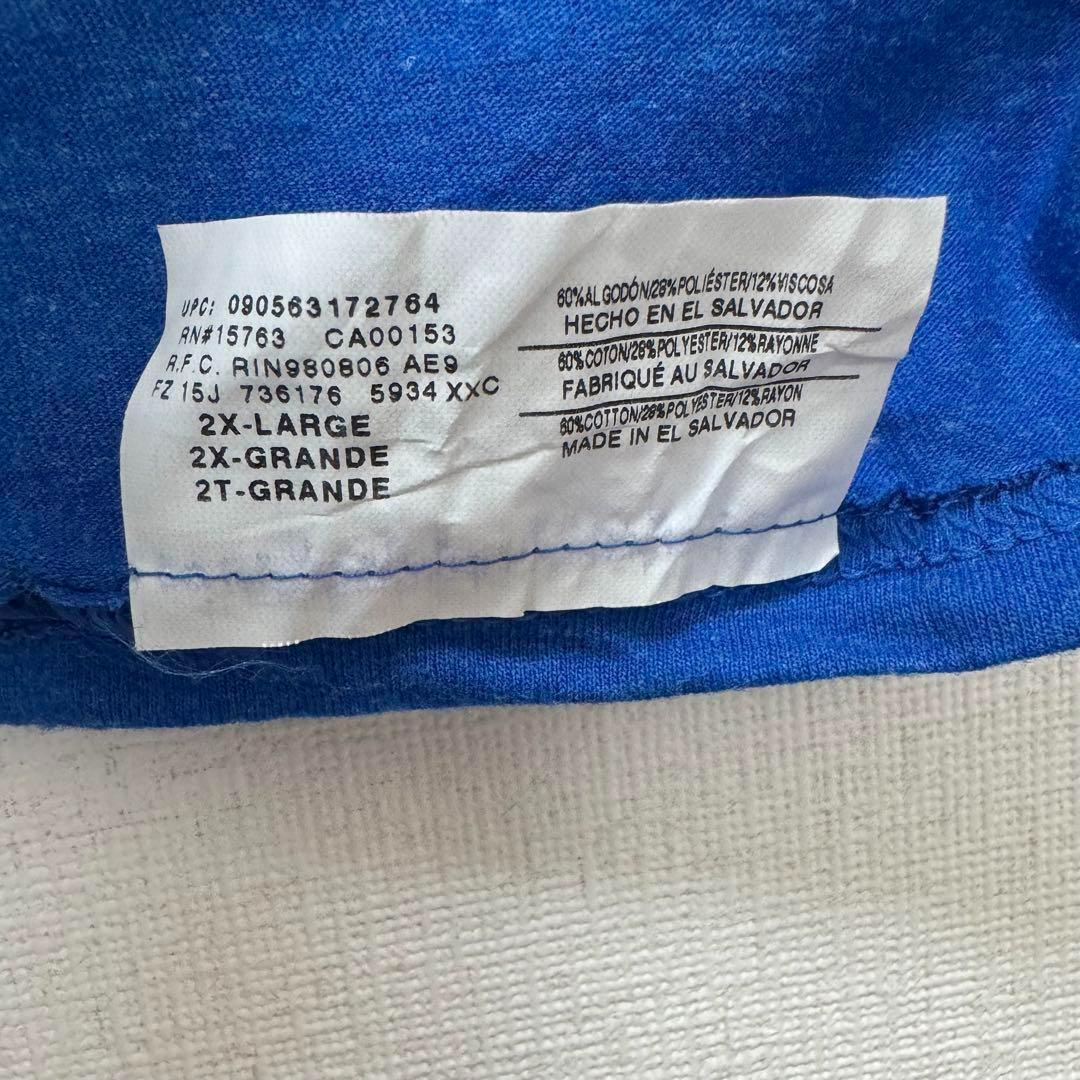 UPC: 090563172764
RN#15763 CA00153
R.F.C. RIN980806 AE9
FZ 15J 736176 5934 XXC
2X-LARGE
2X-GRANDE
2T-GRANDE
60%ALGODÓN/28%POLIÉSTER/12%VISCOSA
HECHO EN EL SALVADOR
60%COTON/28%POLYESTER/12%RAYONNE
FABRIQUÉ AU SALVADOR
60%COTTON/28%POLYESTER/12%RAYON
MADE IN EL SALVADOR